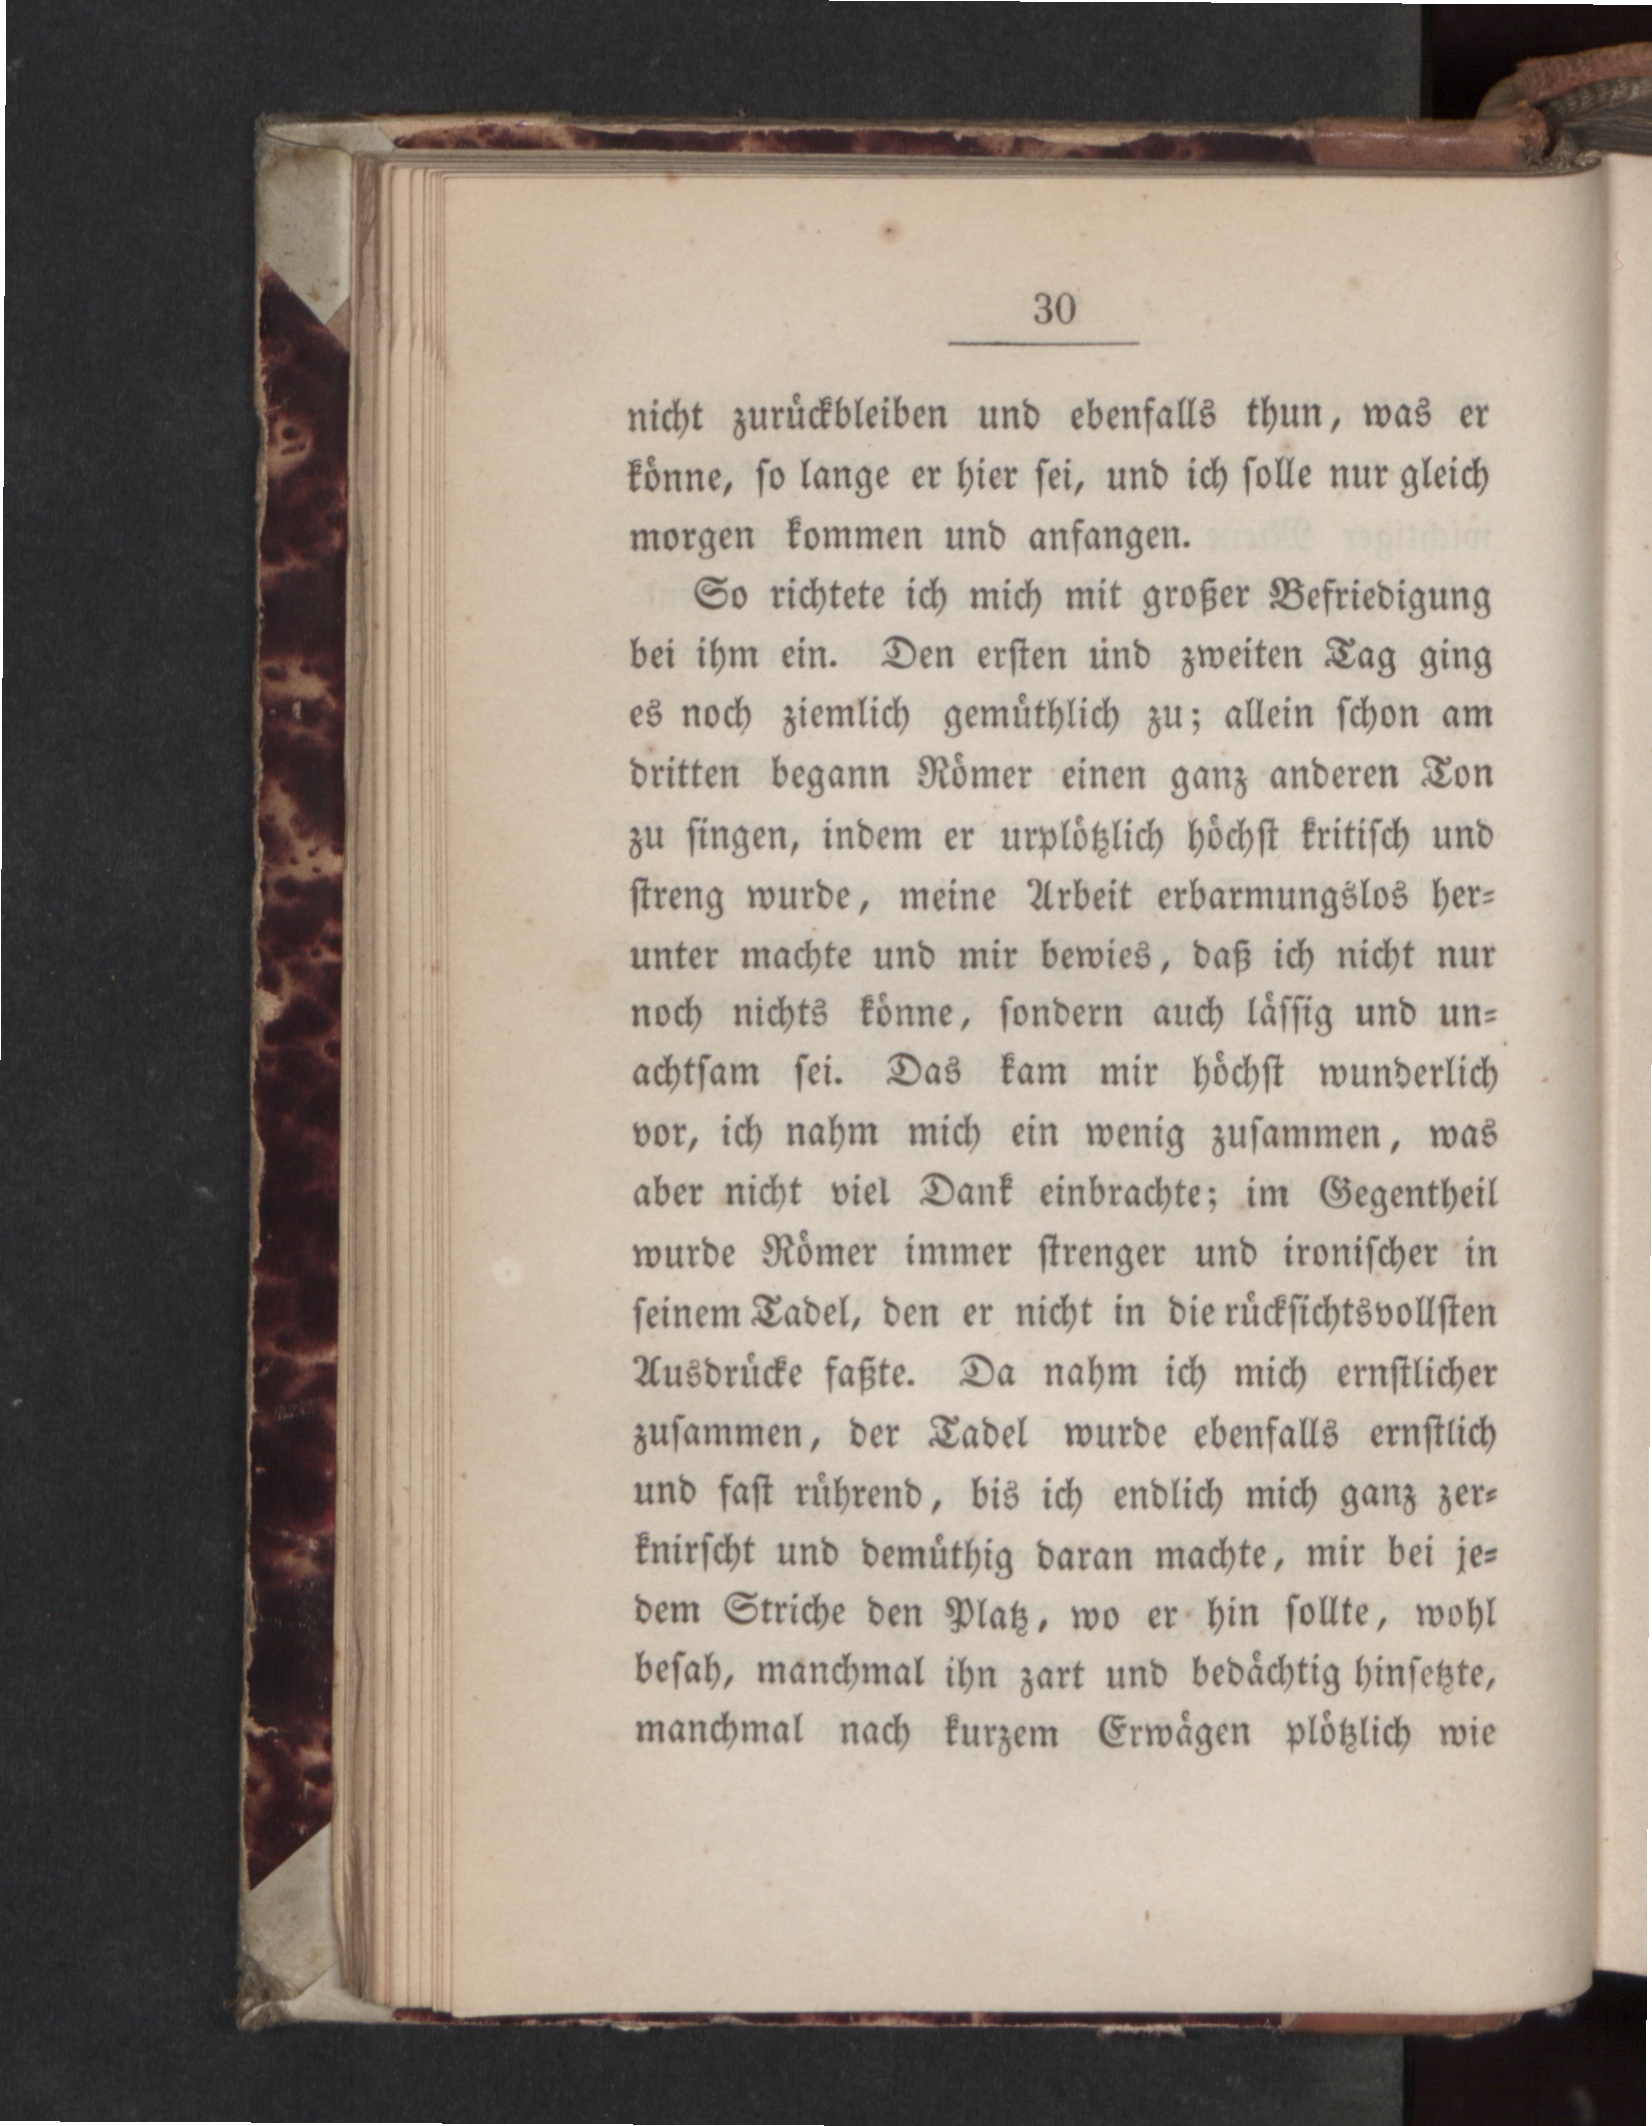 30
nicht zurückbleiben und ebenfalls thun, was er
könne, so lange er hier sei, und ich solle nur gleich
morgen kommen und anfangen.
So richtete ich mich mit großer Befriedigung
bei ihm ein. Den ersten und zweiten Tag ging
es noch ziemlich gemüthlich zu; allein schon am
dritten begann Römer einen ganz anderen Ton
zu singen, indem er urplötzlich höchst kritisch und
streng wurde, meine Arbeit erbarmungslos her-
unter machte und mir bewies, daß ich nicht nur
noch nichts könne, sondern auch lässig und un-
achtsam sei. Das kam mir höchst wunderlich
vor, ich nahm mich ein wenig zusammen, was
aber nicht viel Dank einbrachte; im Gegentheil
wurde Römer immer strenger und ironischer in
seinem Tadel, den er nicht in die rücksichtsvollsten
Ausdrücke faßte. Da nahm ich mich ernstlicher
zusammen, der Tadel wurde ebenfalls ernstlich
und fast rührend, bis ich endlich mich ganz zer-
knirscht und demüthig daran machte, mir bei je-
dem Striche den Platz, wo er hin sollte, wohl
besah, manchmal ihn zart und bedächtig hinsetzte,
manchmal nach kurzem Erwägen plötzlich wie